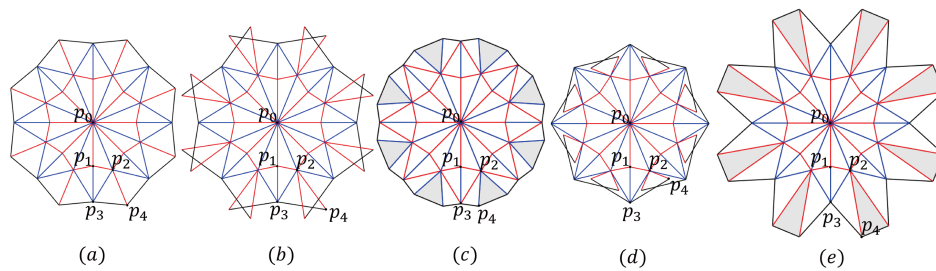 p0 p0 p0 p0 p0
p1 p2 p1 p2 p1 p2 p1 p2 p1 p2
p3 p4 p3 p4 p3 p4 p3 p4 p3 p4
(a) (b) (c) (d) (e)